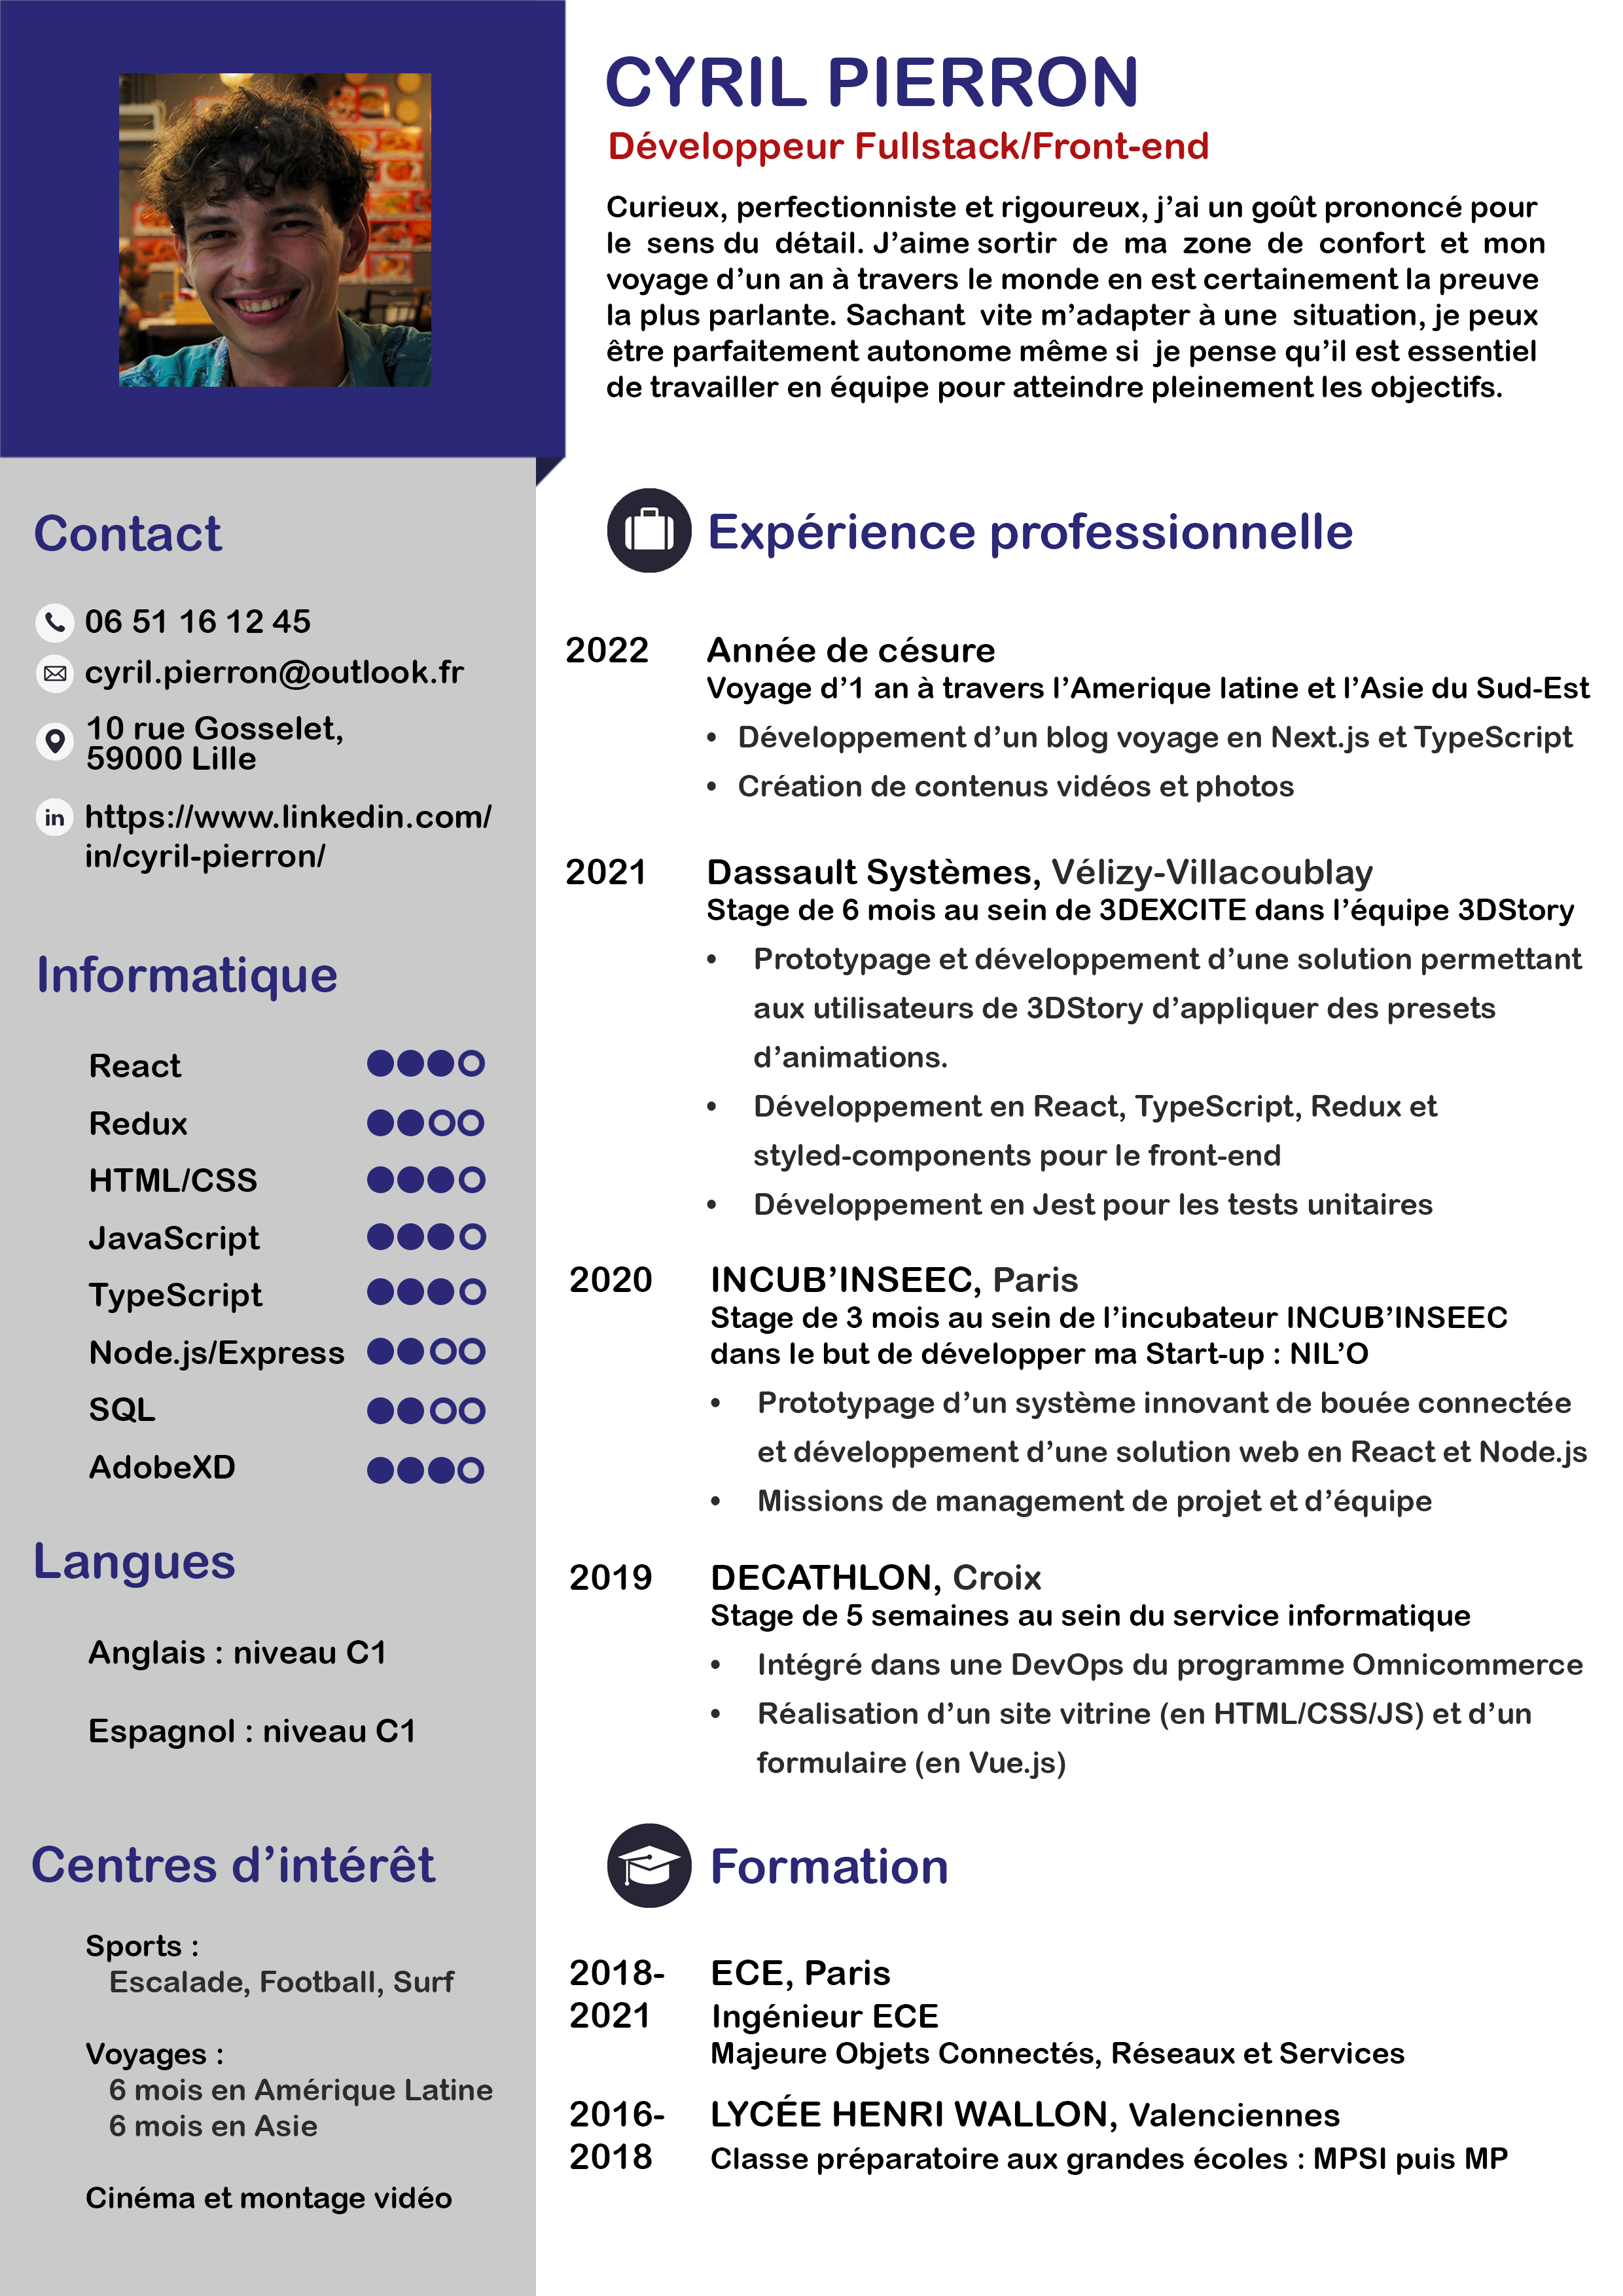 CYRIL PIERRON
Développeur Fullstack/Front-end
Curieux, perfectionniste et rigoureux, j’ai un goût prononcé pour
le sens du détail. J’aime sortir de ma zone de confort et mon
voyage d’un an à travers le monde en est certainement la preuve
la plus parlante. Sachant vite m’adapter à une situation, je peux
être parfaitement autonome même si je pense qu’il est essentiel
de travailler en équipe pour atteindre pleinement les objectifs.
Contact
06 51 16 12 45
cyril.pierron@outlook.fr
10 rue Gosselet,
59000 Lille
in
https://www.linkedin.com/
in/cyril-pierron/
Informatique
React
Redux
HTML/CSS
JavaScript
TypeScript
Node.js/Express
SQL
AdobeXD
Langues
Anglais : niveau C1
Espagnol : niveau C1
Centres d’intérêt
Sports :
Escalade, Football, Surf
Voyages :
6 mois en Amérique Latine
6 mois en Asie
Cinéma et montage vidéo
Expérience professionnelle
2022 Année de césure
Voyage d’1 an à travers l’Amerique latine et l’Asie du Sud-Est
• Développement d’un blog voyage en Next.js et TypeScript
• Création de contenus vidéos et photos
2021 Dassault Systèmes, Vélizy-Villacoublay
Stage de 6 mois au sein de 3DEXCITE dans l’équipe 3DStory
• Prototypage et développement d’une solution permettant
aux utilisateurs de 3DStory d’appliquer des presets
d’animations.
• Développement en React, TypeScript, Redux et
styled-components pour le front-end
• Développement en Jest pour les tests unitaires
2020 INCUB’INSEEC, Paris
Stage de 3 mois au sein de l’incubateur INCUB’INSEEC
dans le but de développer ma Start-up : NIL’O
• Prototypage d’un système innovant de bouée connectée
et développement d’une solution web en React et Node.js
• Missions de management de projet et d’équipe
2019 DECATHLON, Croix
Stage de 5 semaines au sein du service informatique
• Intégré dans une DevOps du programme Omnicommerce
• Réalisation d’un site vitrine (en HTML/CSS/JS) et d’un
formulaire (en Vue.js)
Formation
2018- ECE, Paris
2021 Ingénieur ECE
Majeure Objets Connectés, Réseaux et Services
2016- LYCÉE HENRI WALLON, Valenciennes
2018 Classe préparatoire aux grandes écoles : MPSI puis MP